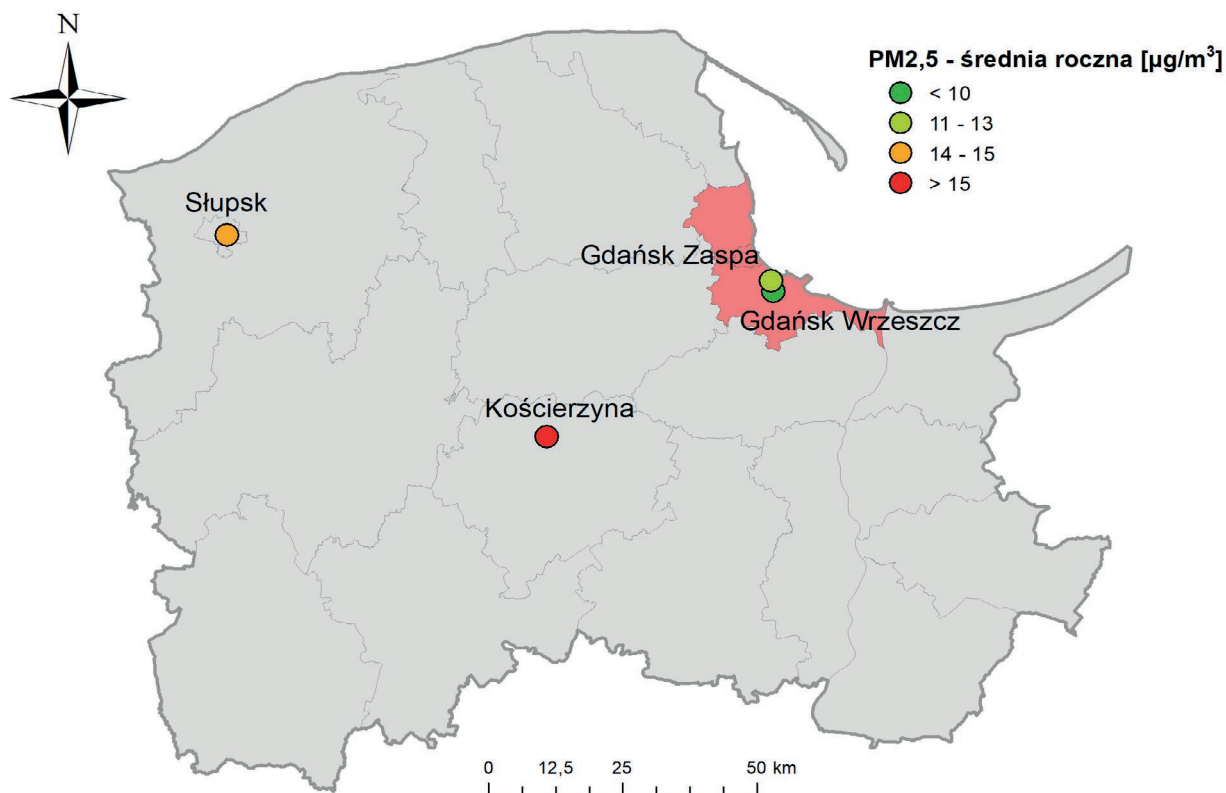 N
PM2,5 - średnia roczna [µg/m³]
< 10
11 - 13
14 - 15
> 15
Słupsk
Gdańsk Zaspa
Gdańsk Wrzeszcz
Kościerzyna
0 12,5 25 50 km